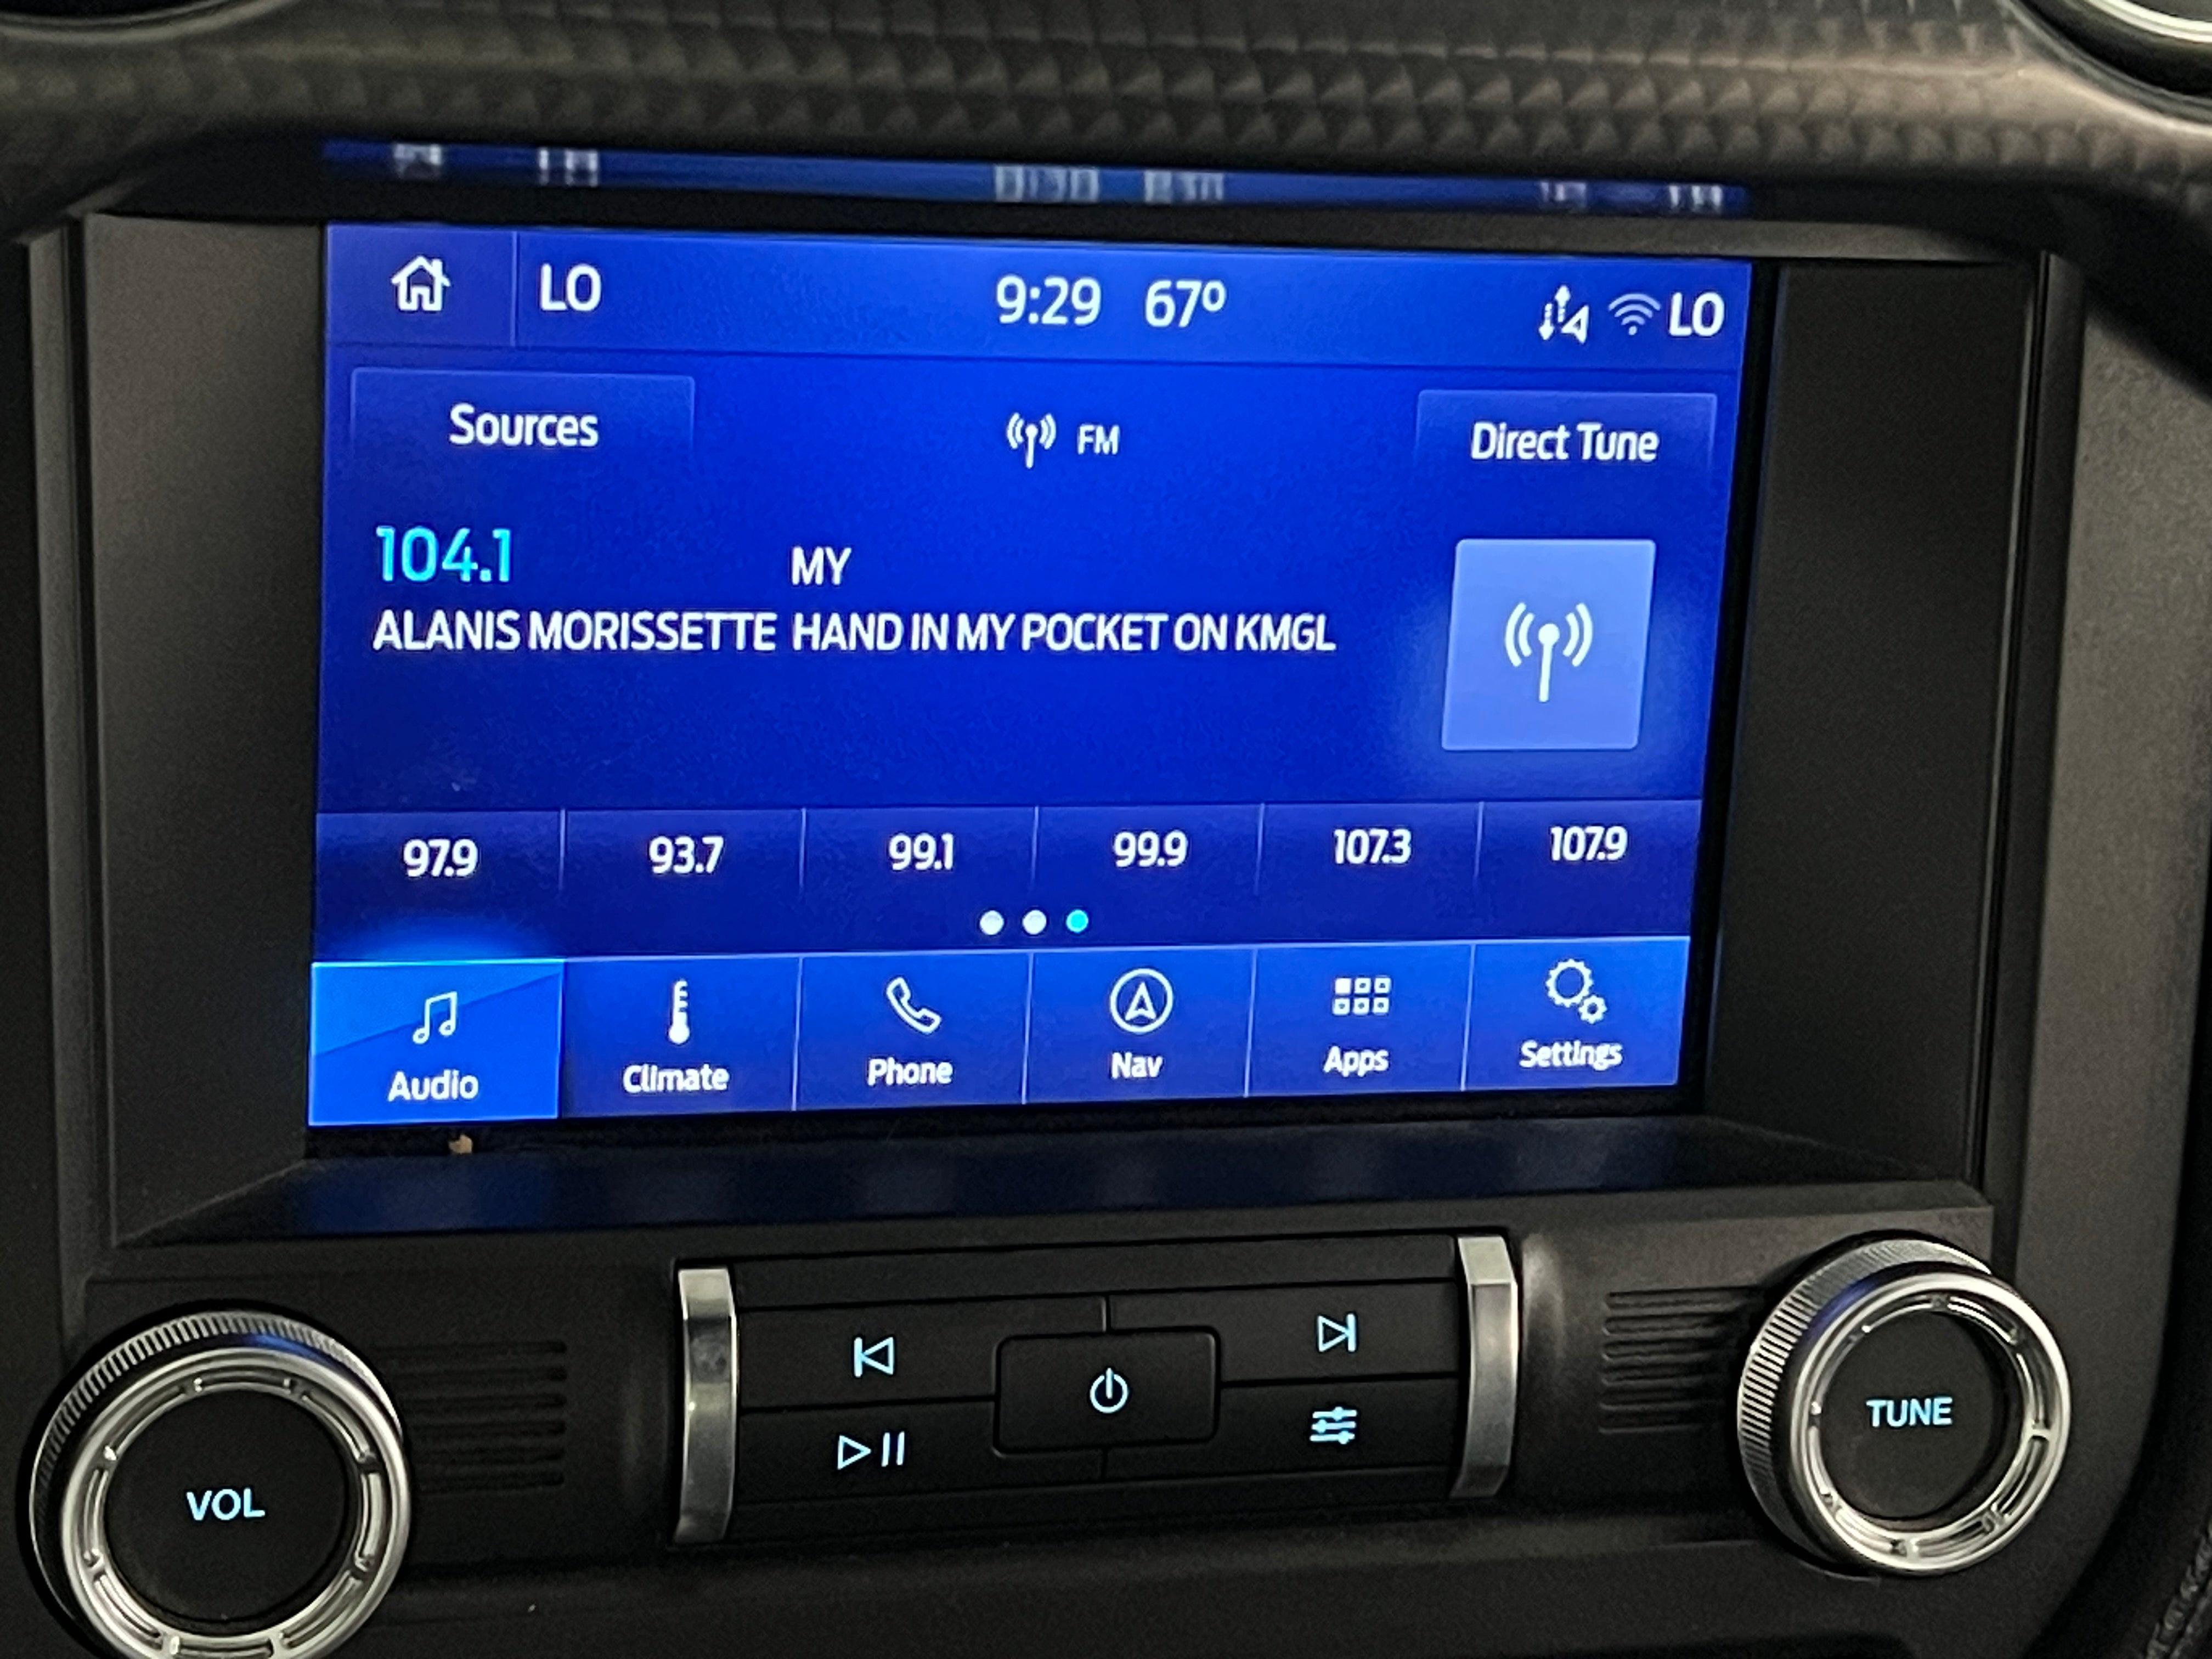 LO 9:29 67° LO
Sources FM Direct Tune
104.1 MY
ALANIS MORISSETTE HAND IN MY POCKET ON KMGL
97.9 93.7 99.1 99.9 107.3 107.9
Audio Climate Phone Nav Apps Settings
VOL TUNE